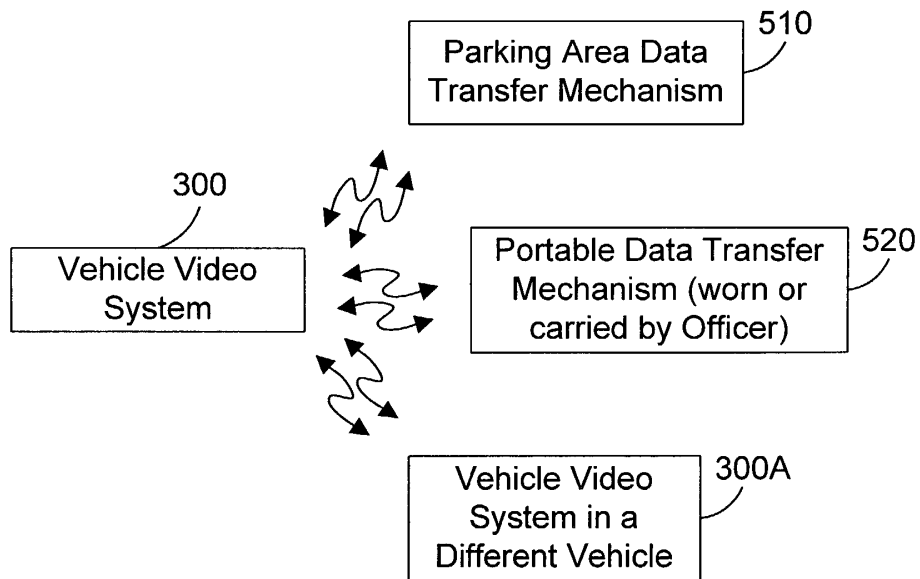 510
Parking Area Data
Transfer Mechanism
300
Vehicle Video
System
520
Portable Data Transfer
Mechanism (worn or
carried by Officer)
300A
Vehicle Video
System in a
Different Vehicle